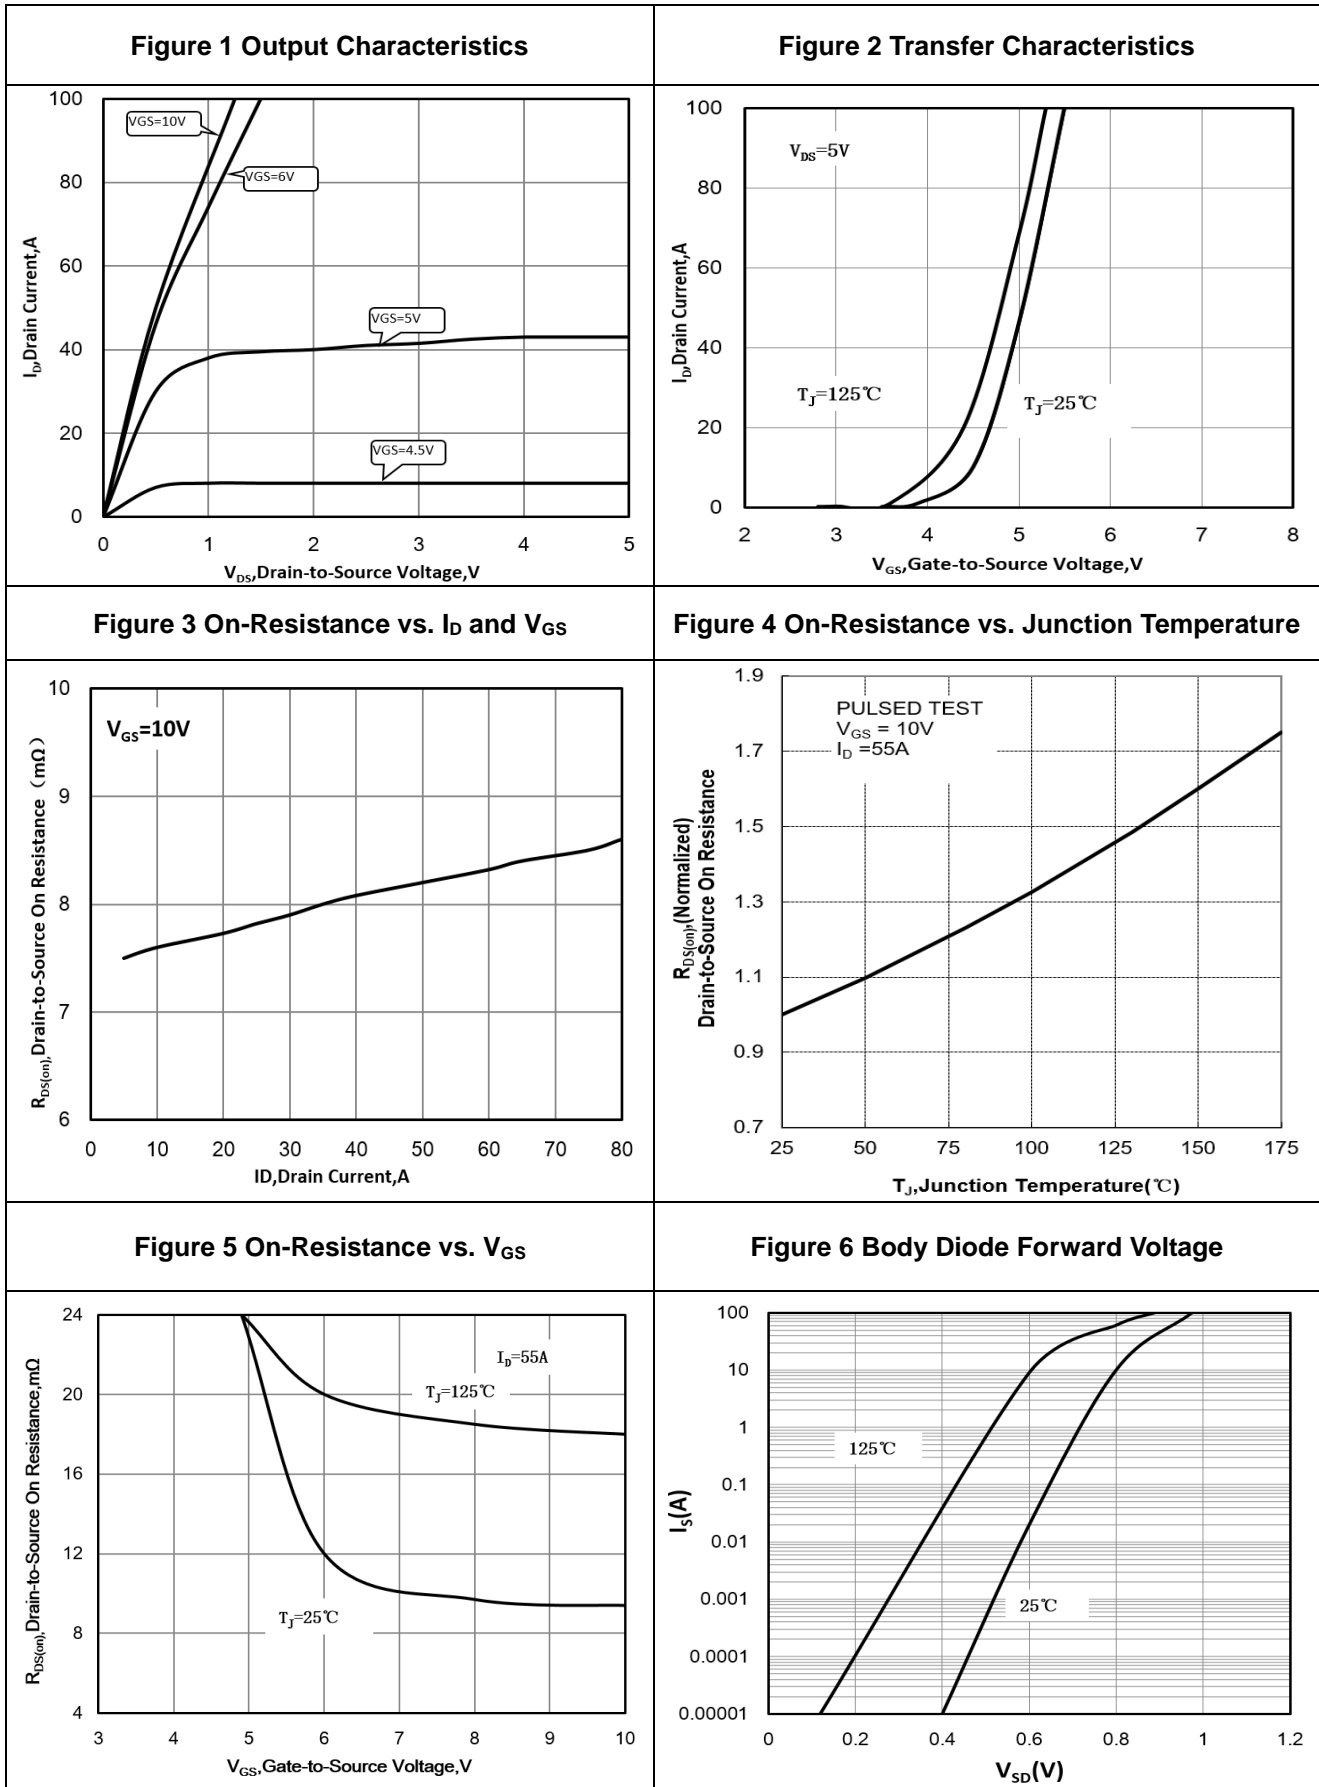 Figure 1 Output Characteristics
Figure 2 Transfer Characteristics
100
80
60
40
20
0
0 1 2 3 4 5
VGS=10V
VGS=6V
VGS=5V
VGS=4.5V
ID,Drain Current,A
VDS,Drain-to-Source Voltage,V
100
80
60
40
20
0
2 3 4 5 6 7 8
VDS=5V
TJ=125℃
TJ=25℃
ID,Drain Current,A
VGS,Gate-to-Source Voltage,V
Figure 3 On-Resistance vs. ID and VGS
Figure 4 On-Resistance vs. Junction Temperature
10
9
8
7
6
0 10 20 30 40 50 60 70 80
VGS=10V
RDS(on),Drain-to-Source On Resistance (mΩ)
ID,Drain Current,A
1.9
1.7
1.5
1.3
1.1
0.9
0.7
25 50 75 100 125 150 175
PULSED TEST
VGS = 10V
ID =55A
RDS(on),(Normalized)
Drain-to-Source On Resistance
TJ,Junction Temperature(℃)
Figure 5 On-Resistance vs. VGS
Figure 6 Body Diode Forward Voltage
24
20
16
12
8
4
3 4 5 6 7 8 9 10
ID=55A
TJ=125℃
TJ=25℃
RDS(on),Drain-to-Source On Resistance,mΩ
VGS,Gate-to-Source Voltage,V
100
10
1
0.1
0.01
0.001
0.0001
0.00001
0 0.2 0.4 0.6 0.8 1 1.2
125℃
25℃
IS(A)
VSD(V)